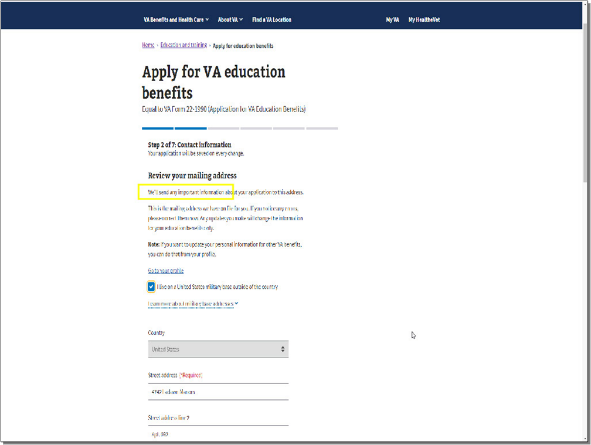 VA Benefits and Health Care About VA Find a VA Location My VA My HealtheVet
Home Education and training Apply for education benefits
Apply for VA education
benefits
Equal to VA Form 22-1990 (Application for VA Education Benefits)
Step 2 of 7: Contact Information
Your application will be saved on every change.
Review your mailing address
We'll send any important information about your application to this address.
This is the mailing address we have on file for you. If you notice any errors,
please correct them now. Any updates you make will change the information
for your education benefits only.
Note: If you want to update your personal information for other VA benefits,
you can do that from your profile.
Go to your profile
I live on a United States military base outside of the country
Learn more about military base addresses
Country
United States
Street address (*Required)
Street address line 2